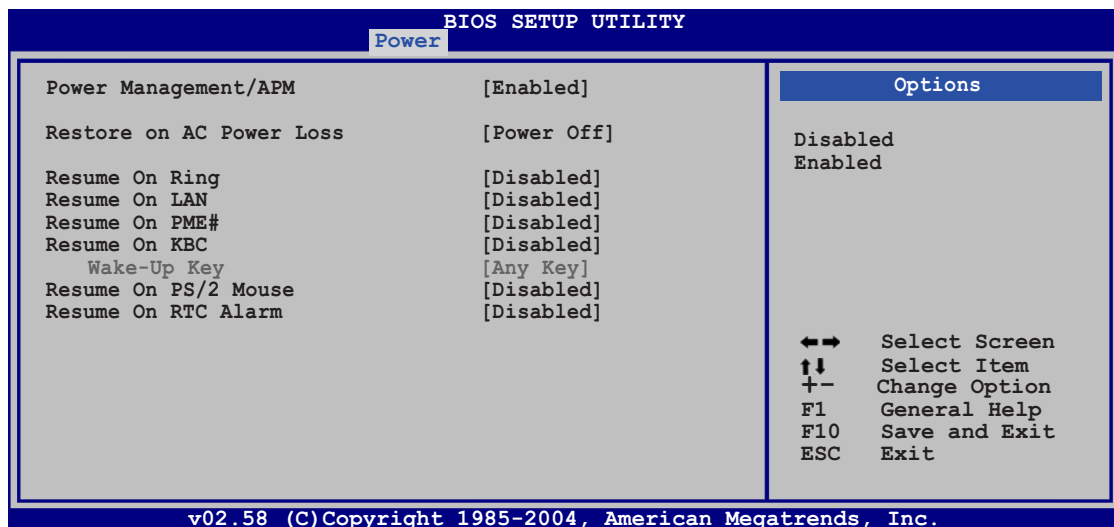 BIOS SETUP UTILITY
Power
Power Management/APM [Enabled]
Restore on AC Power Loss [Power Off]
Resume On Ring [Disabled]
Resume On LAN [Disabled]
Resume On PME# [Disabled]
Resume On KBC [Disabled]
Wake-Up Key [Any Key]
Resume On PS/2 Mouse [Disabled]
Resume On RTC Alarm [Disabled]
Options
Disabled
Enabled
←→ Select Screen
↑↓ Select Item
+- Change Option
F1 General Help
F10 Save and Exit
ESC Exit
v02.58 (C)Copyright 1985-2004, American Megatrends, Inc.